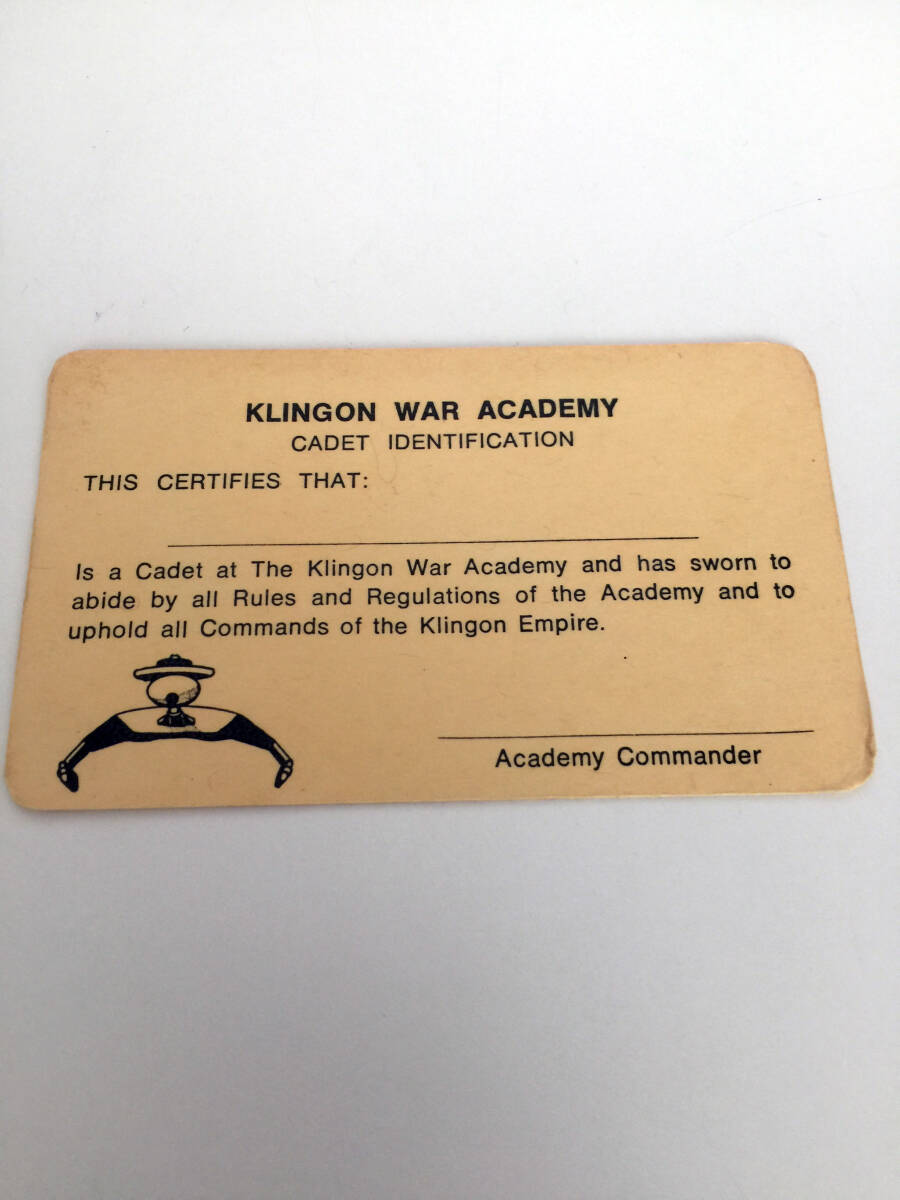 KLINGON WAR ACADEMY
CADET IDENTIFICATION
THIS CERTIFIES THAT:
Is a Cadet at The Klingon War Academy and has sworn to
abide by all Rules and Regulations of the Academy and to
uphold all Commands of the Klingon Empire.
Academy Commander